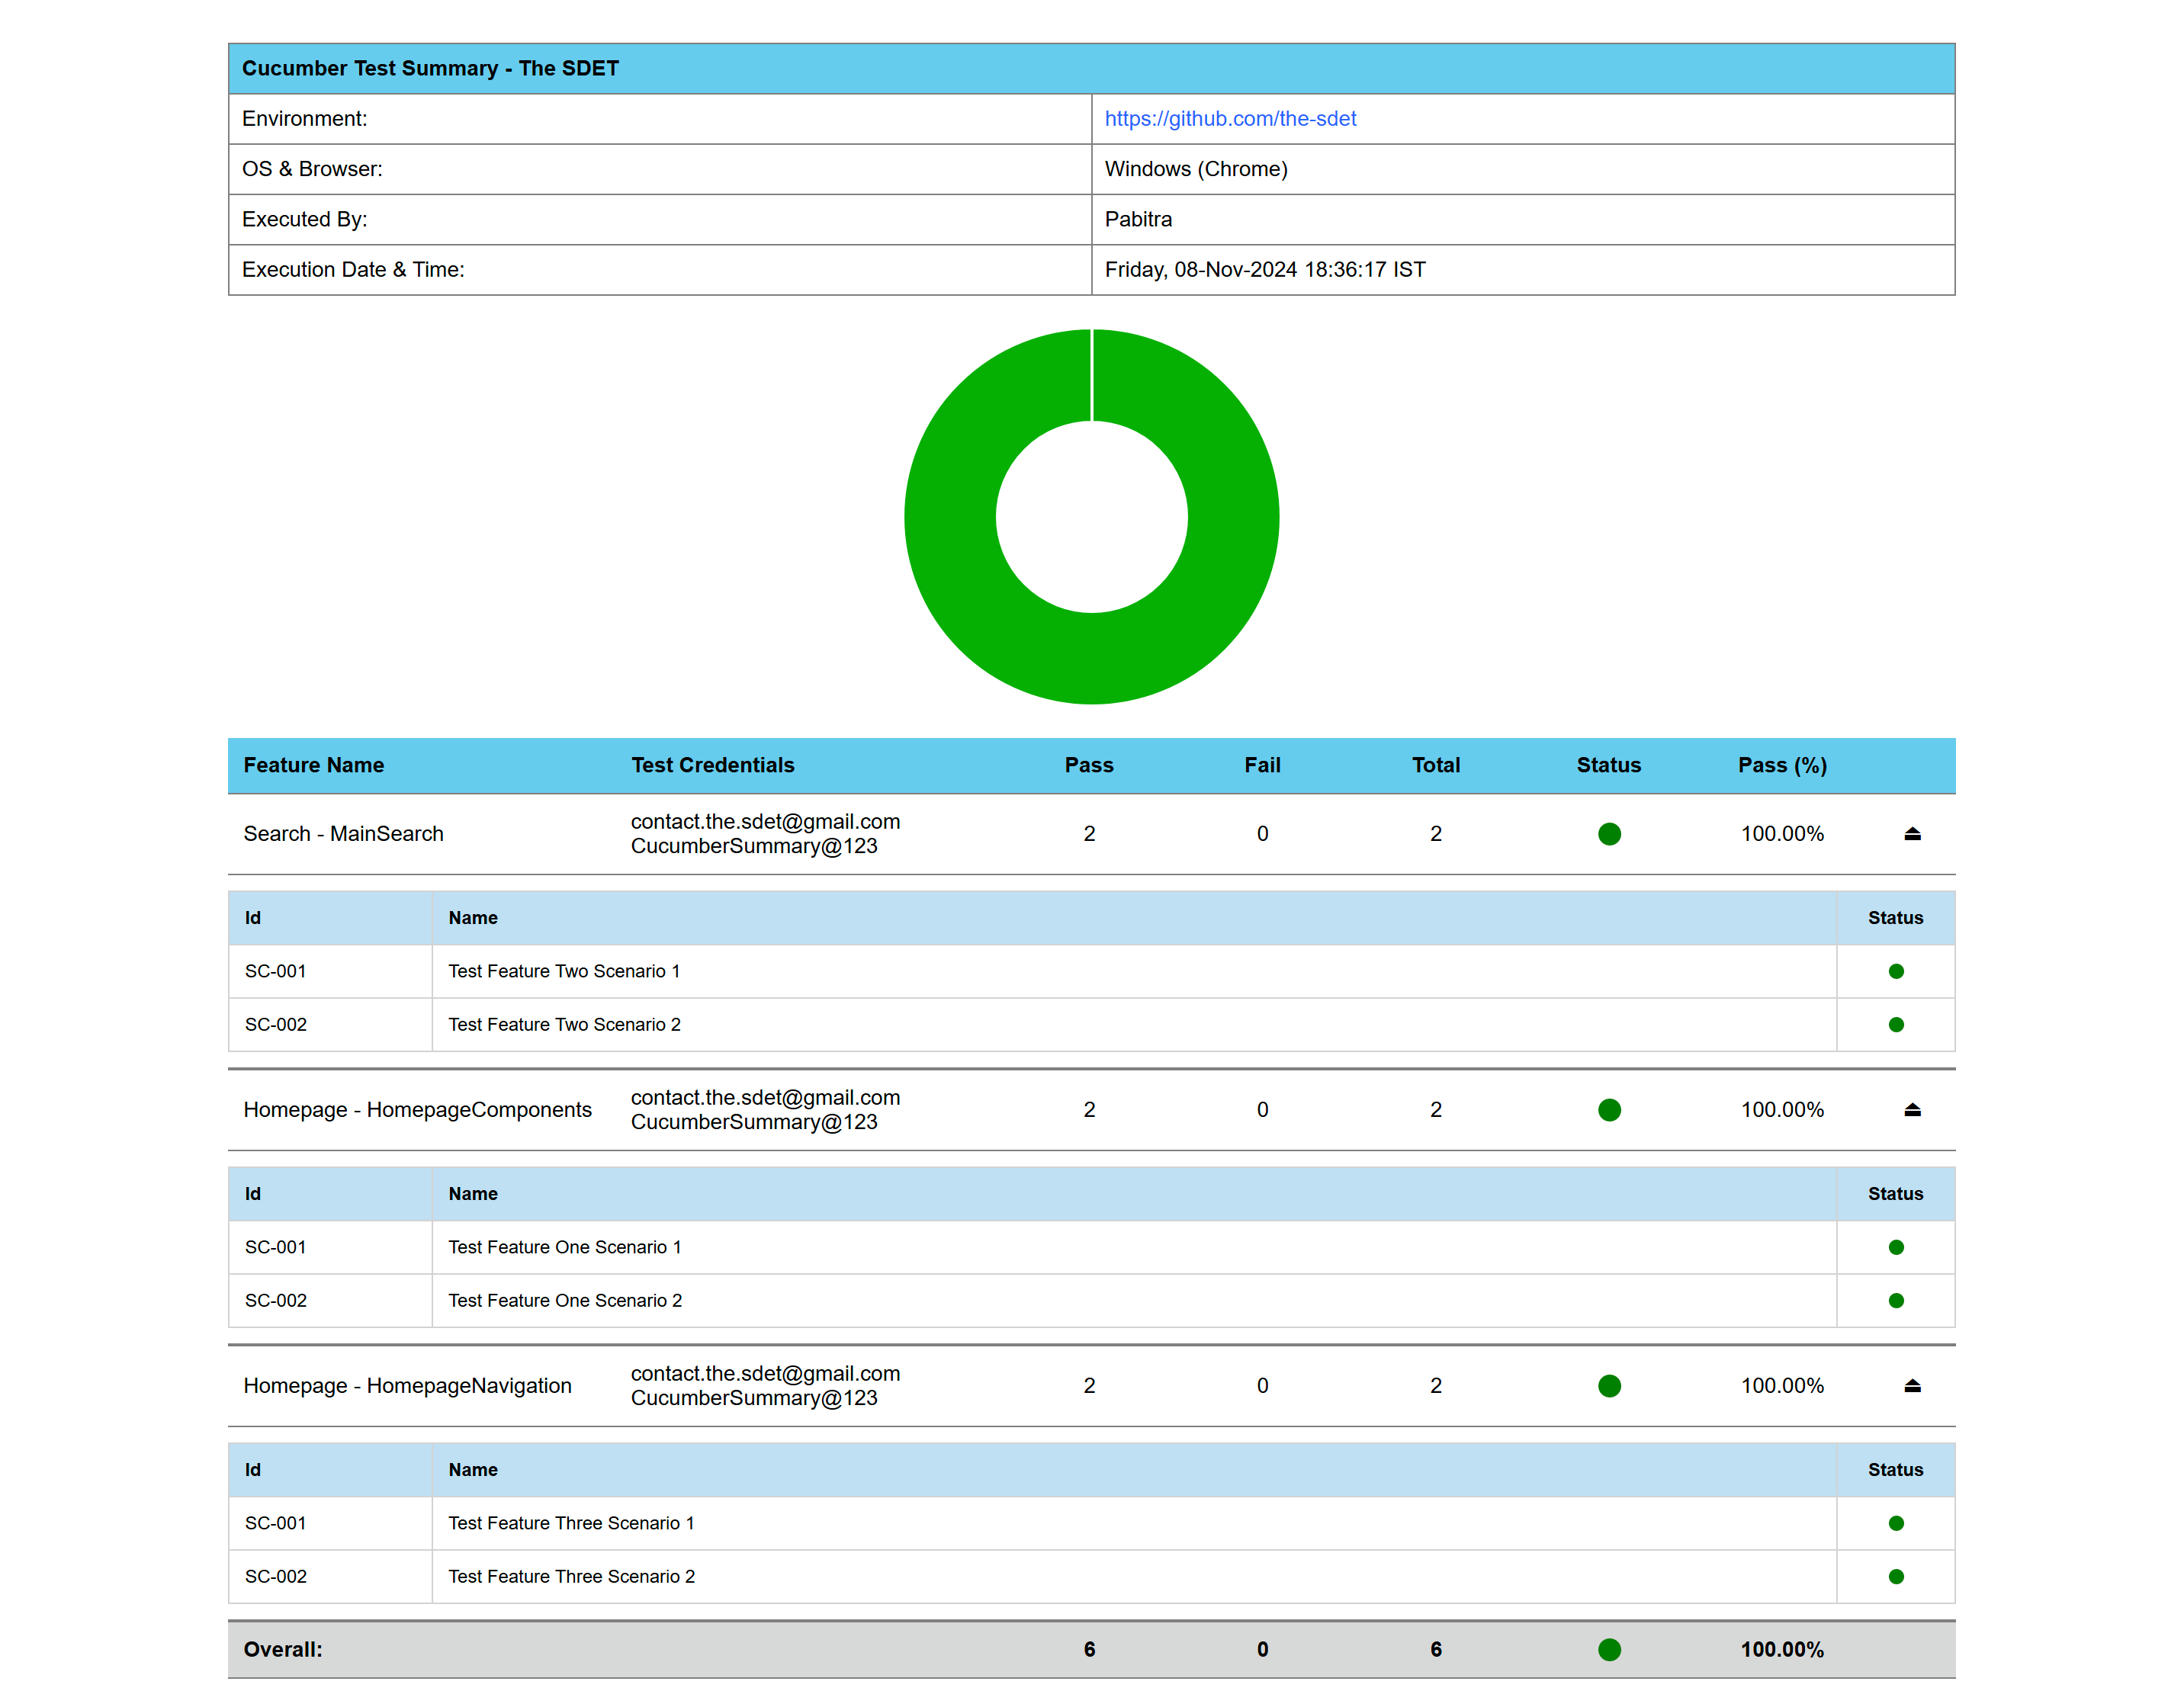 Cucumber Test Summary - The SDET
Environment: https://github.com/the-sdet
OS & Browser: Windows (Chrome)
Executed By: Pabitra
Execution Date & Time: Friday, 08-Nov-2024 18:36:17 IST
Feature Name Test Credentials Pass Fail Total Status Pass (%)
Search - MainSearch contact.the.sdet@gmail.com 2 0 2 100.00% ⏏
CucumberSummary@123
Id Name Status
SC-001 Test Feature Two Scenario 1
SC-002 Test Feature Two Scenario 2
Homepage - HomepageComponents contact.the.sdet@gmail.com 2 0 2 100.00% ⏏
CucumberSummary@123
Id Name Status
SC-001 Test Feature One Scenario 1
SC-002 Test Feature One Scenario 2
Homepage - HomepageNavigation contact.the.sdet@gmail.com 2 0 2 100.00% ⏏
CucumberSummary@123
Id Name Status
SC-001 Test Feature Three Scenario 1
SC-002 Test Feature Three Scenario 2
Overall: 6 0 6 100.00%